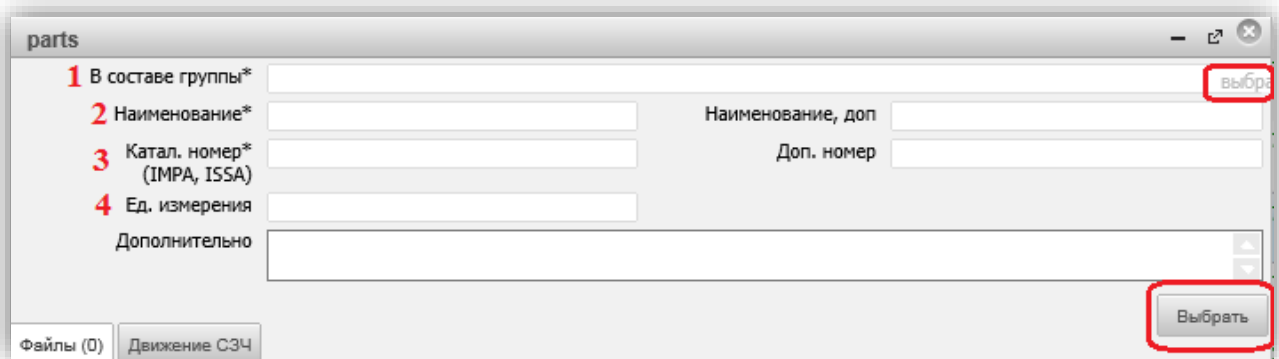 parts
1 В составе группы* выбра
2 Наименование* Наименование, доп
3 Катал. номер* Доп. номер
(IMPA, ISSA)
4 Ед. измерения
Дополнительно
Выбрать
Файлы (0) Движение СЗЧ